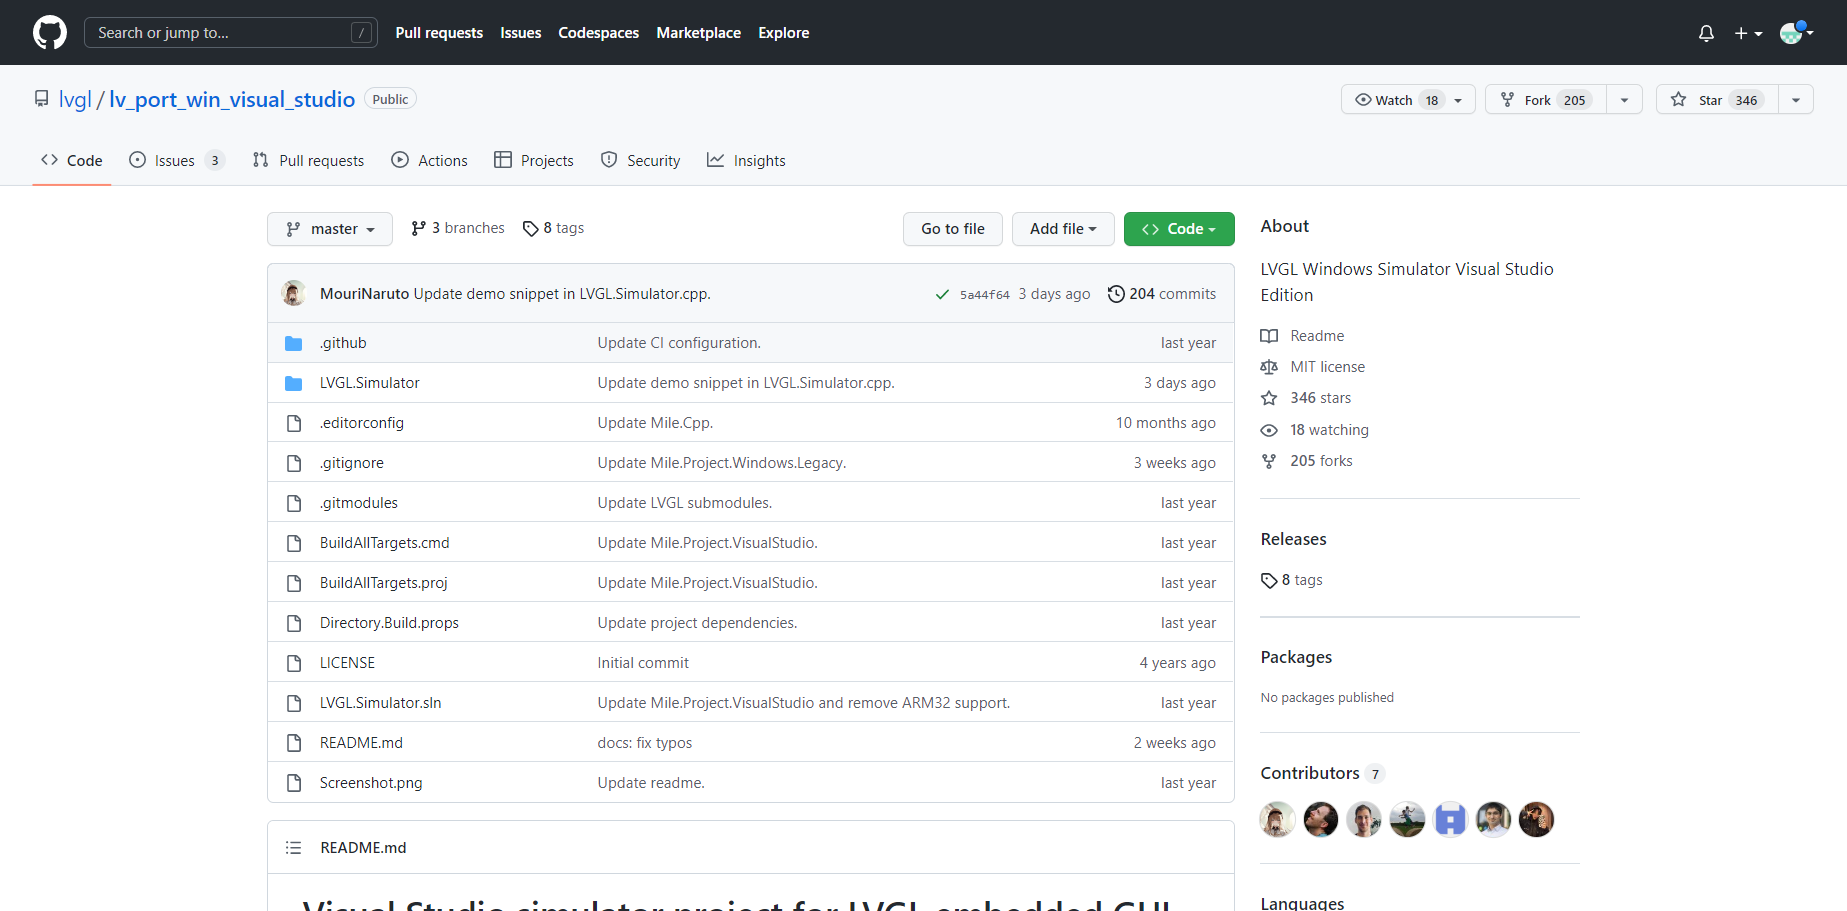 Search or jump to... /
Pull requests Issues Codespaces Marketplace Explore
lvgl / lv_port_win_visual_studio Public
Watch 18 Fork 205 Star 346
Code Issues 3 Pull requests Actions Projects Security Insights
master 3 branches 8 tags Go to file Add file Code
MouriNaruto Update demo snippet in LVGL.Simulator.cpp. 5a44f64 3 days ago 204 commits
.github Update CI configuration. last year
LVGL.Simulator Update demo snippet in LVGL.Simulator.cpp. 3 days ago
.editorconfig Update Mile.Cpp. 10 months ago
.gitignore Update Mile.Project.Windows.Legacy. 3 weeks ago
.gitmodules Update LVGL submodules. last year
BuildAllTargets.cmd Update Mile.Project.VisualStudio. last year
BuildAllTargets.proj Update Mile.Project.VisualStudio. last year
Directory.Build.props Update project dependencies. last year
LICENSE Initial commit 4 years ago
LVGL.Simulator.sln Update Mile.Project.VisualStudio and remove ARM32 support. last year
README.md docs: fix typos 2 weeks ago
Screenshot.png Update readme. last year
README.md
Visual Studio simulator project for LVGL embedded GUI
About
LVGL Windows Simulator Visual Studio
Edition
Readme
MIT license
346 stars
18 watching
205 forks
Releases
8 tags
Packages
No packages published
Contributors 7
Languages